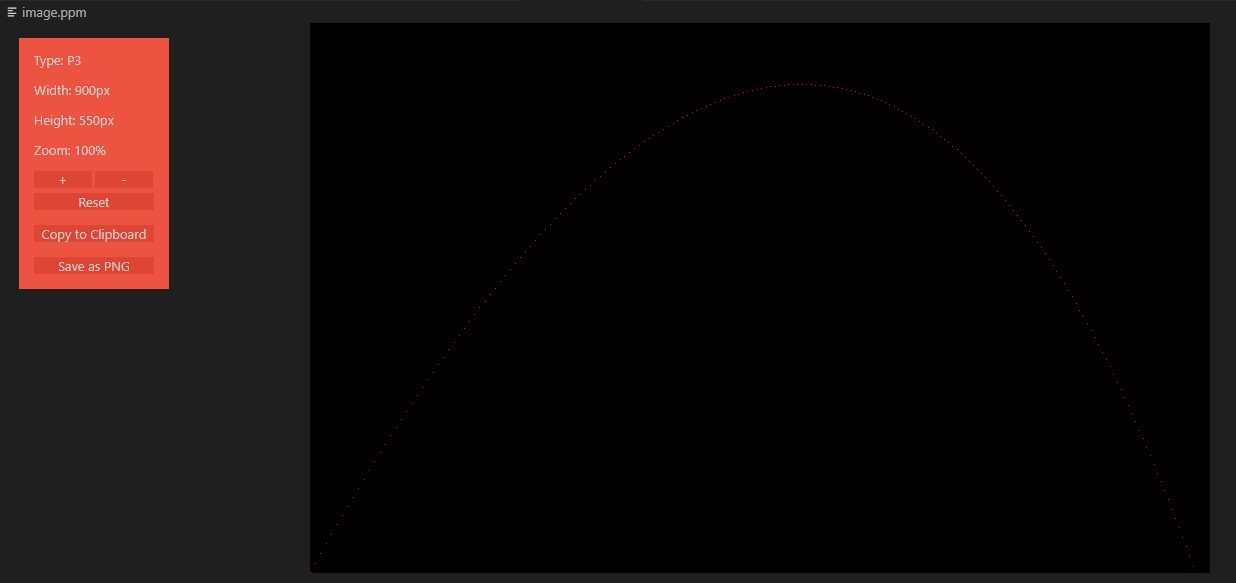 image.ppm
Type: P3
Width: 900px
Height: 550px
Zoom: 100%
+ -
Reset
Copy to Clipboard
Save as PNG